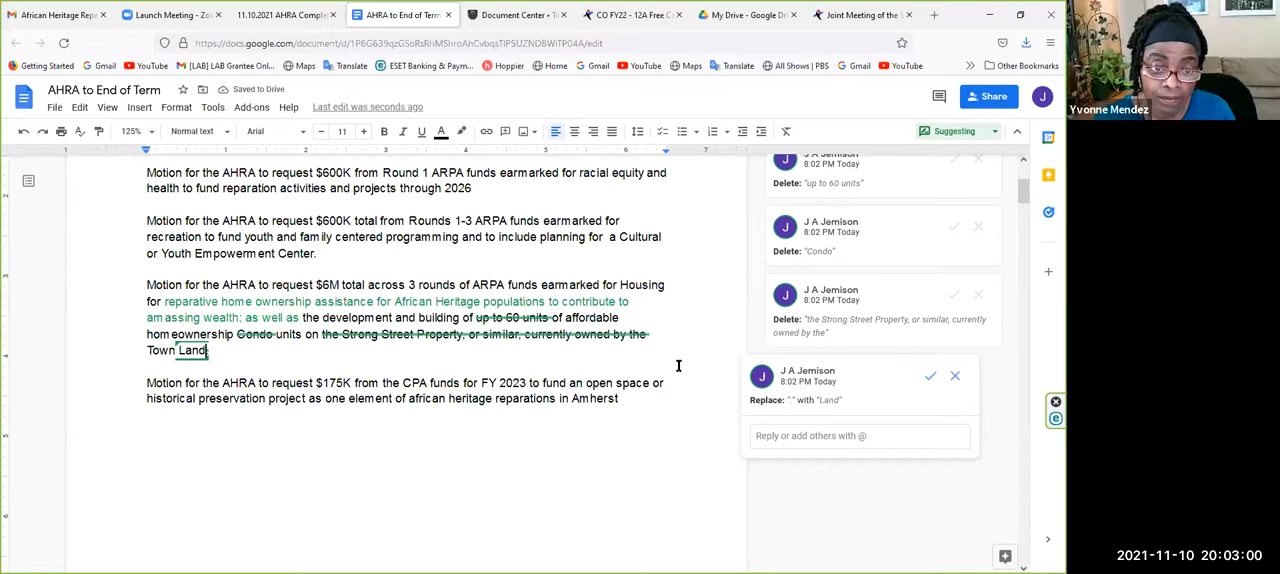 African Heritage Rep
Launch Meeting - Zoo
11.10.2021 AHRA Complet
AHRA to End of Term
Document Center • To
CO FY22 - 12A Free CA
My Drive - Google Dri
Joint Meeting of the S
https://docs.google.com/document/d/1P6G639qzGSoRsRhMShroAhCvbqsTlP5UZND8WiTP04A/edit
Getting Started
Gmail
YouTube
[LAB] LAB Grantee Onl...
Maps
Translate
ESET Banking & Paym...
Hoppier
Home
Gmail
YouTube
Maps
Translate
All Shows | PBS
Gmail
YouTube
Other Bookmarks
AHRA to End of Term
Saved to Drive
File Edit View Insert Format Tools Add-ons Help Last edit was seconds ago
Share
J
125%
Normal text
Arial
11
Suggesting
Motion for the AHRA to request $600K from Round 1 ARPA funds earmarked for racial equity and
health to fund reparation activities and projects through 2026
Motion for the AHRA to request $600K total from Rounds 1-3 ARPA funds earmarked for
recreation to fund youth and family centered programming and to include planning for a Cultural
or Youth Empowerment Center.
Motion for the AHRA to request $6M total across 3 rounds of ARPA funds earmarked for Housing
for reparative home ownership assistance for African Heritage populations to contribute to
amassing wealth; as well as the development and building of up to 60 units of affordable
homeownership Condo units on the Strong Street Property, or similar, currently owned by the
Town Land.
Motion for the AHRA to request $175K from the CPA funds for FY 2023 to fund an open space or
historical preservation project as one element of african heritage reparations in Amherst
J A Jemison
8:02 PM Today
Delete: "up to 60 units"
J A Jemison
8:02 PM Today
Delete: "Condo"
J A Jemison
8:02 PM Today
Delete: "the Strong Street Property, or similar, currently
owned by the"
J A Jemison
8:02 PM Today
Replace: "." with "Land"
Reply or add others with @
Yvonne Mendez
2021-11-10 20:03:00